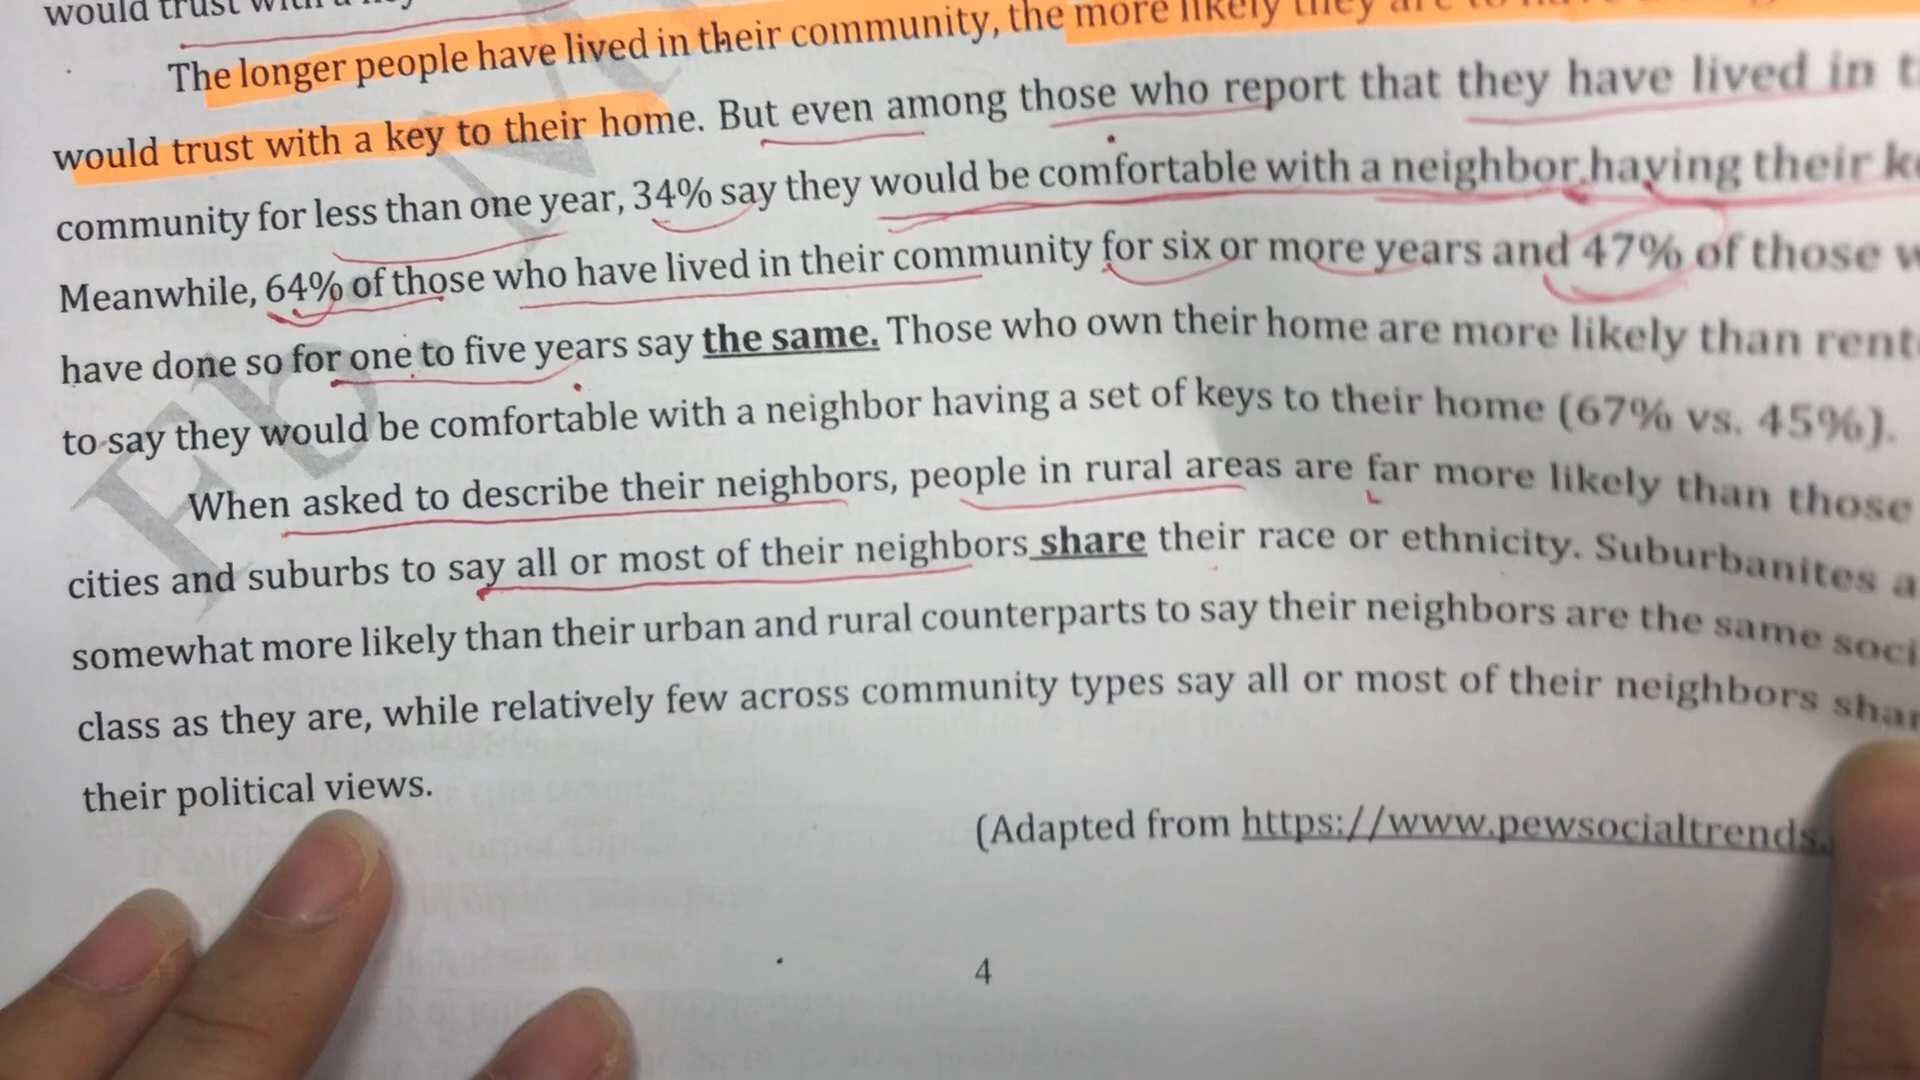 would trust with a
The longer people have lived in their community, the more likely they are to have a
would trust with a key to their home. But even among those who report that they have lived in
community for less than one year, 34% say they would be comfortable with a neighbor having their
Meanwhile, 64% of those who have lived in their community for six or more years and 47% of those
have done so for one to five years say the same. Those who own their home are more likely than
to say they would be comfortable with a neighbor having a set of keys to their home (67% vs. 45%).
When asked to describe their neighbors, people in rural areas are far more likely than those
cities and suburbs to say all or most of their neighbors share their race or ethnicity. Suburbanites
somewhat more likely than their urban and rural counterparts to say their neighbors are the same
class as they are, while relatively few across community types say all or most of their neighbors
their political views.
(Adapted from https://www.pewsocialtrends.
4